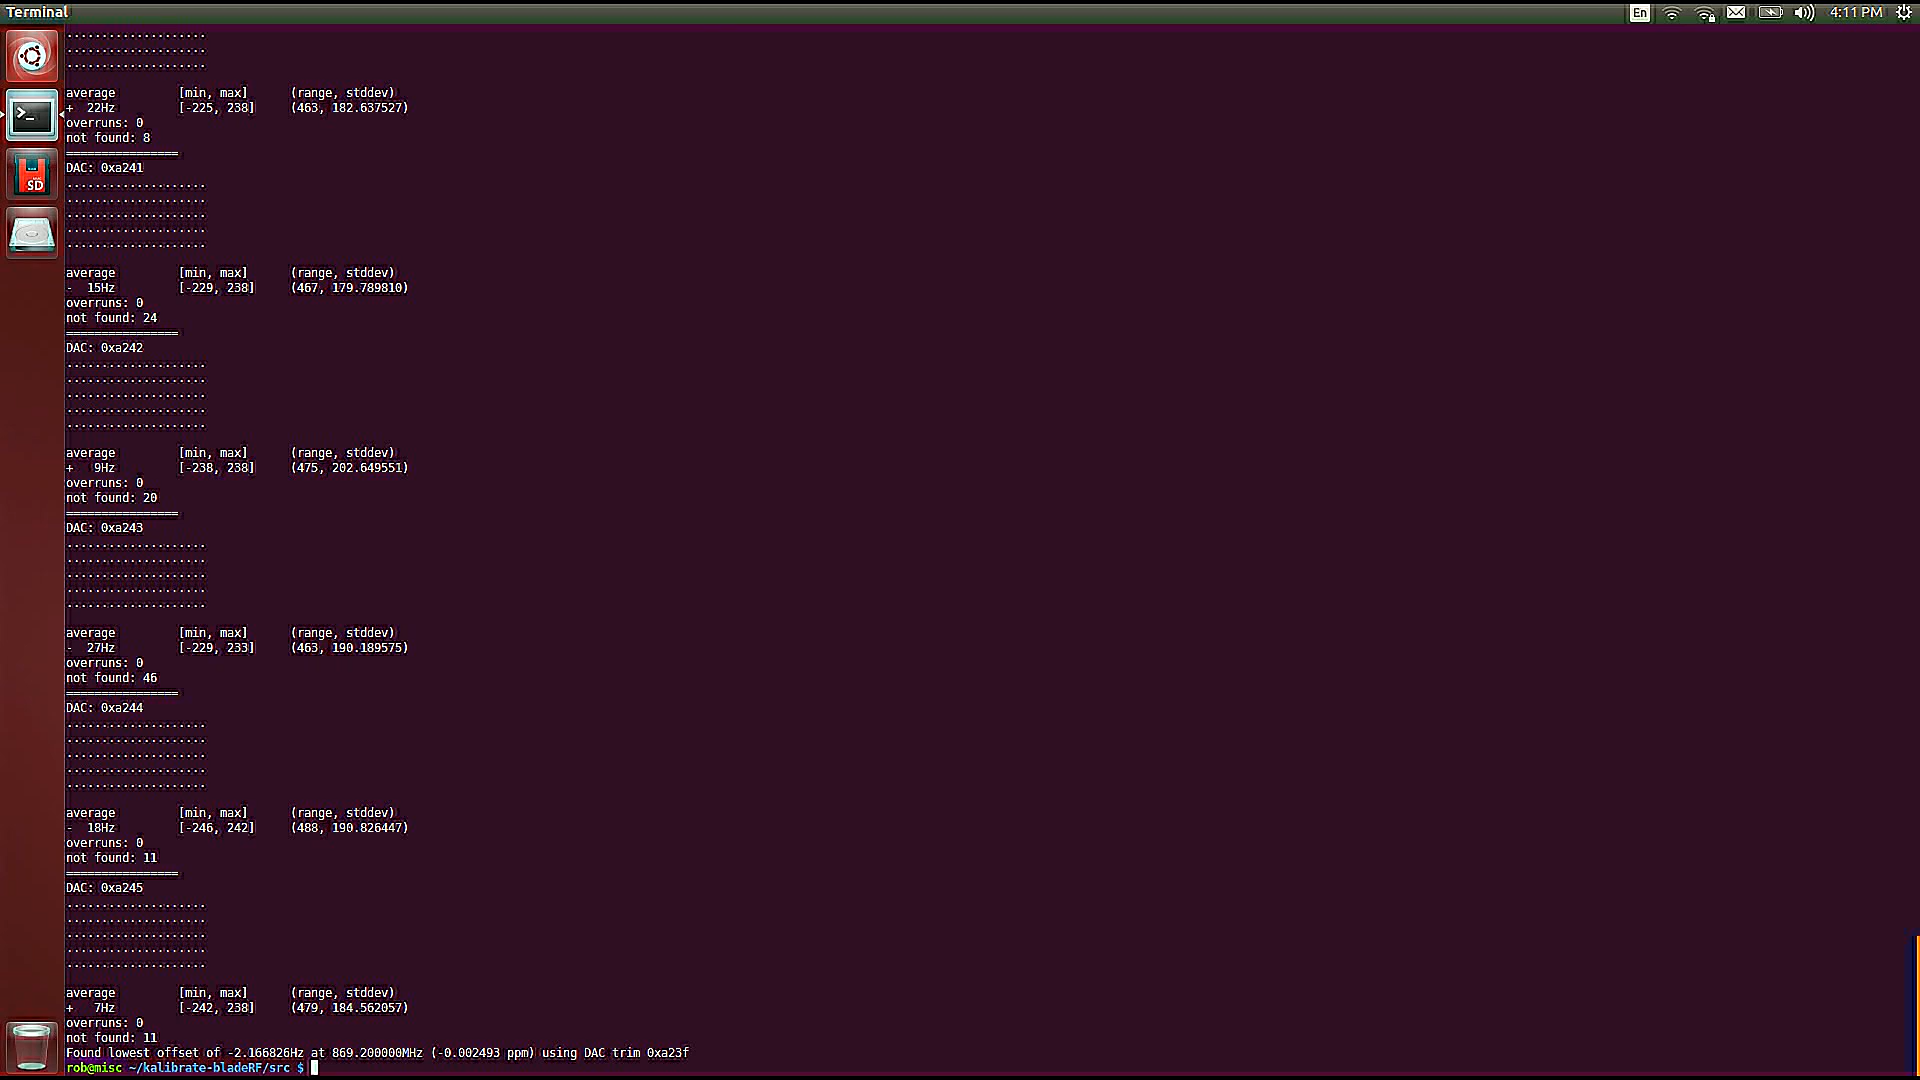 Terminal
En
4:11 PM
....................
....................
....................
average [min, max] (range, stddev)
+ 22Hz [-225, 238] (463, 182.637527)
overruns: 0
not found: 8
================
DAC: 0xa241
....................
....................
....................
....................
....................
average [min, max] (range, stddev)
- 15Hz [-229, 238] (467, 179.789810)
overruns: 0
not found: 24
================
DAC: 0xa242
....................
....................
....................
....................
....................
average [min, max] (range, stddev)
+ 9Hz [-238, 238] (475, 202.649551)
overruns: 0
not found: 20
================
DAC: 0xa243
....................
....................
....................
....................
....................
average [min, max] (range, stddev)
- 27Hz [-229, 233] (463, 190.189575)
overruns: 0
not found: 46
================
DAC: 0xa244
....................
....................
....................
....................
....................
average [min, max] (range, stddev)
- 18Hz [-246, 242] (488, 190.826447)
overruns: 0
not found: 11
================
DAC: 0xa245
....................
....................
....................
....................
....................
average [min, max] (range, stddev)
+ 7Hz [-242, 238] (479, 184.562057)
overruns: 0
not found: 11
Found lowest offset of -2.166826Hz at 869.200000MHz (-0.002493 ppm) using DAC trim 0xa23f
rob@misc ~/kalibrate-bladeRF/src $
SD